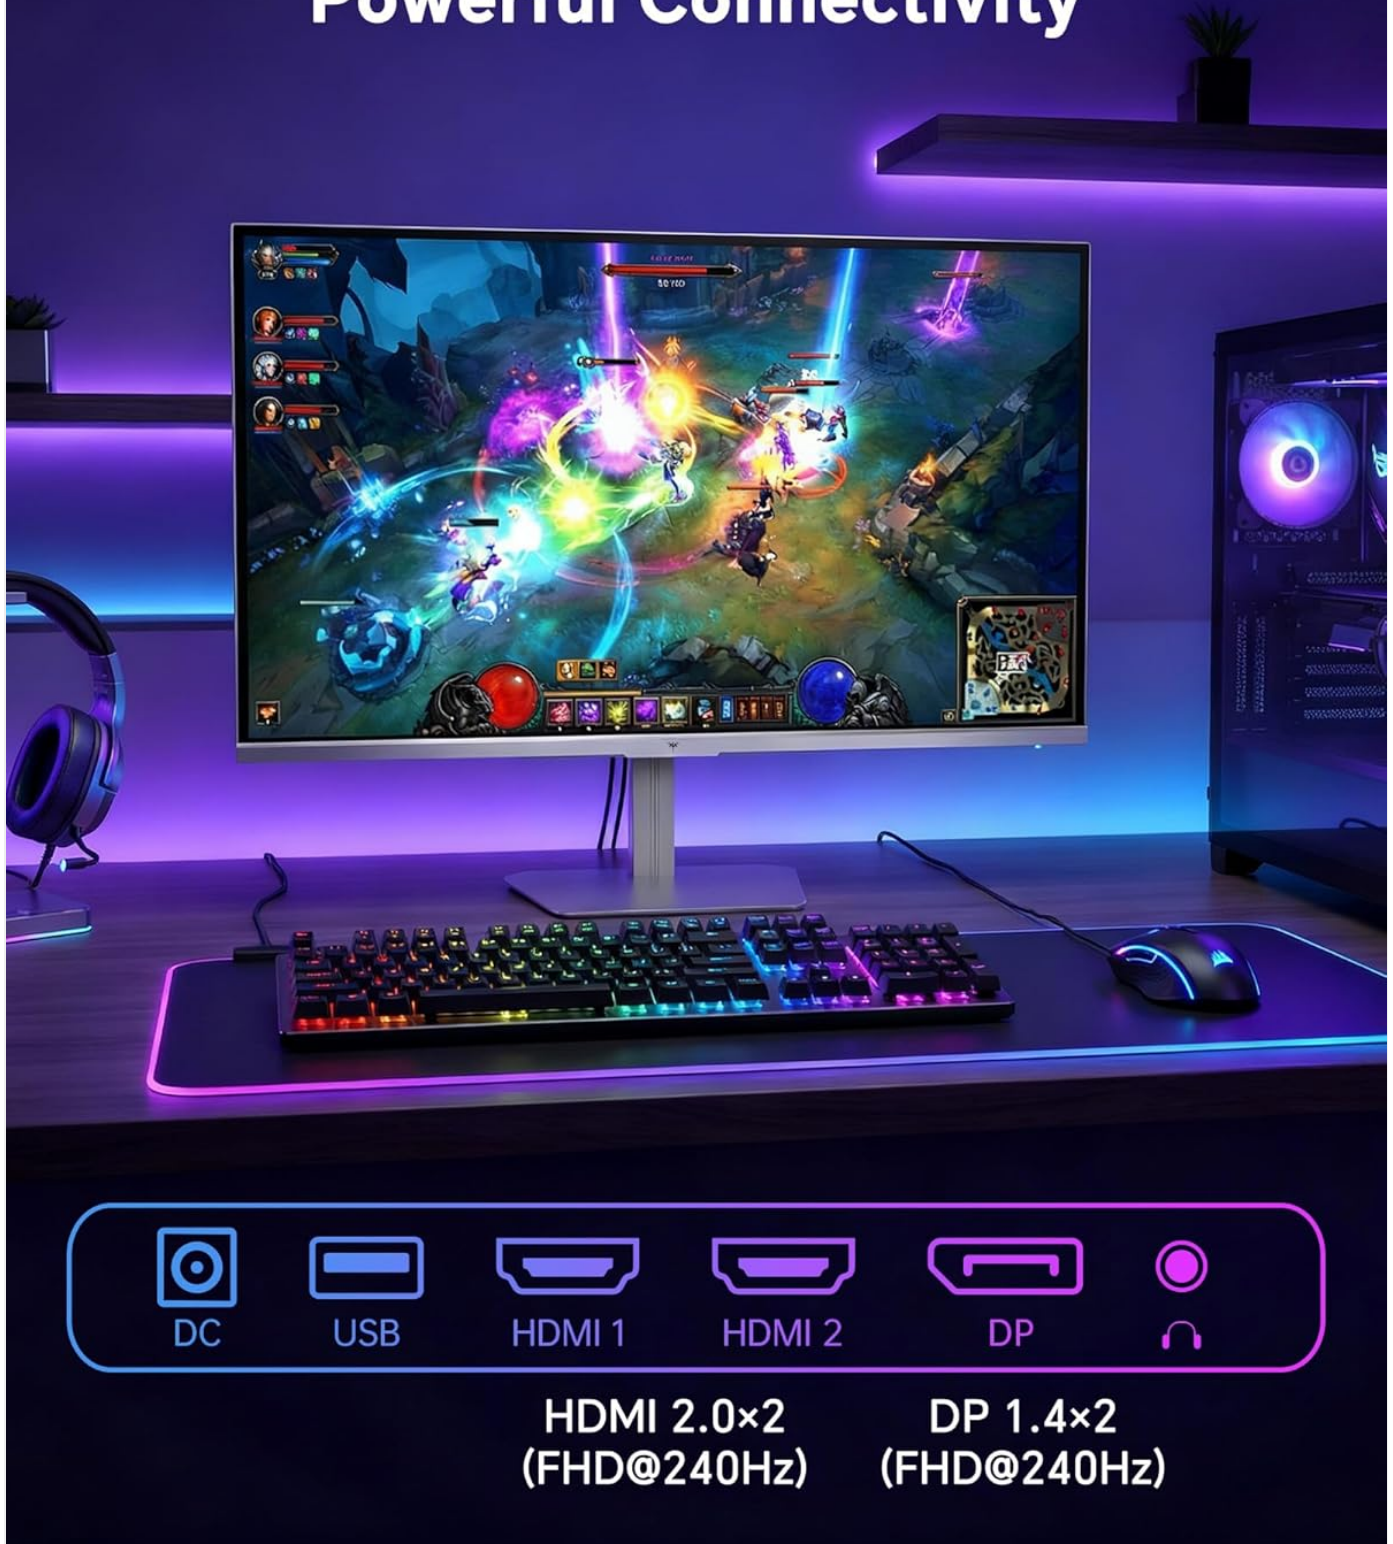 Powerful Connectivity
DC
USB
HDMI 1
HDMI 2
DP
HDMI 2.0×2
(FHD@240Hz)
DP 1.4×2
(FHD@240Hz)